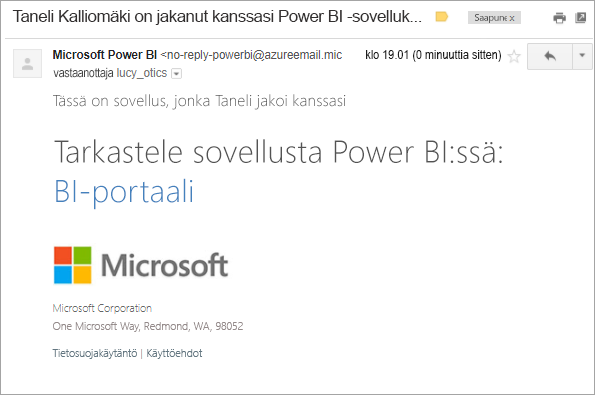 Taneli Kalliomäki on jakanut kanssasi Power BI -sovelluk...
Saapune x
Microsoft Power BI <no-reply-powerbi@azureemail.mic klo 19.01 (0 minuuttia sitten)
vastaanottaja lucy_otics
Tässä on sovellus, jonka Taneli jakoi kanssasi
Tarkastele sovellusta Power BI:ssä:
BI-portaali
Microsoft
Microsoft Corporation
One Microsoft Way, Redmond, WA, 98052
Tietosuojakäytäntö | Käyttöehdot